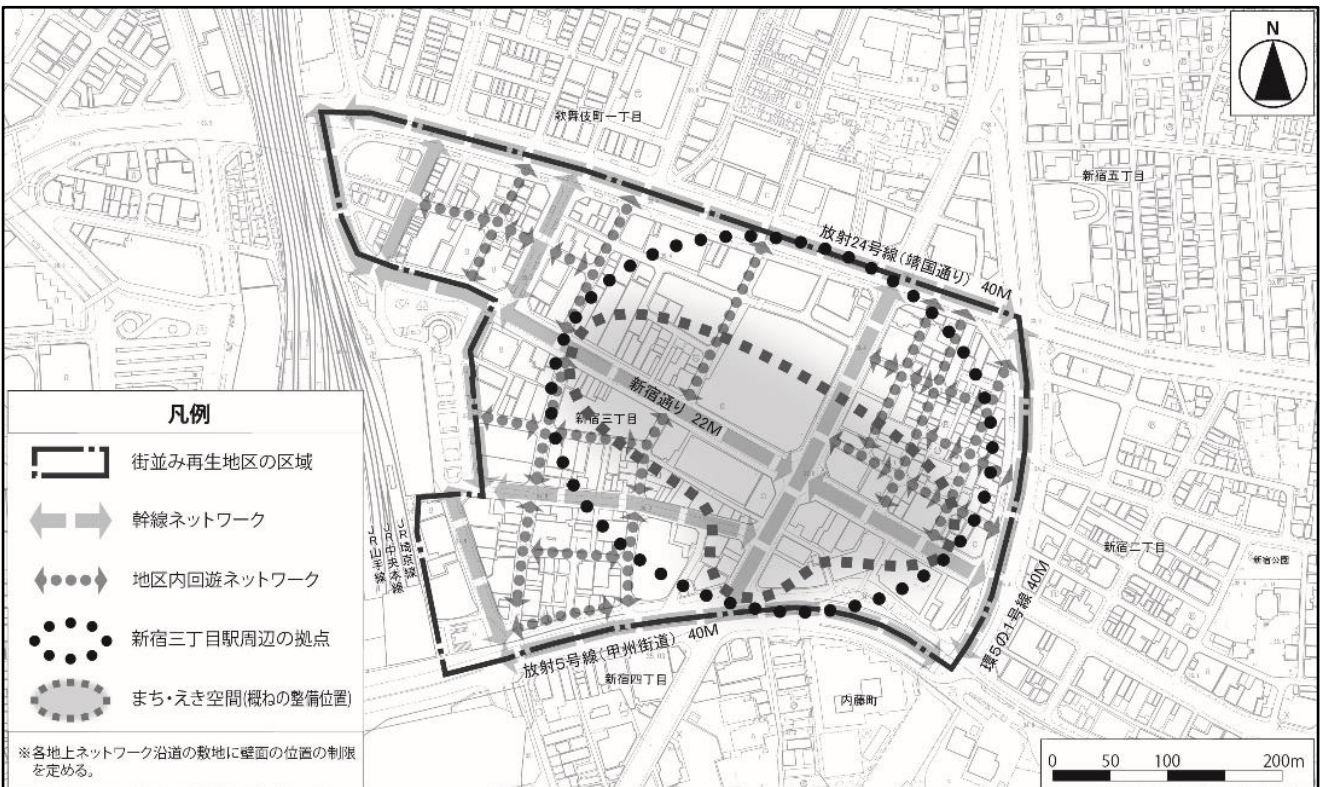 N
歌舞伎町一丁目
新宿五丁目
放射24号線(靖国通り) 40M
新宿通り 22M
新宿三丁目
JR埼京線
JR中央本線
JR山手線
新宿二丁目
新宿公園
環5の1号線 40M
放射5号線(甲州街道) 40M
新宿四丁目
内藤町
凡例
街並み再生地区の区域
幹線ネットワーク
地区内回遊ネットワーク
新宿三丁目駅周辺の拠点
まち・えき空間(概ねの整備位置)
※各地上ネットワーク沿道の敷地に壁面の位置の制限
を定める。
0 50 100 200m